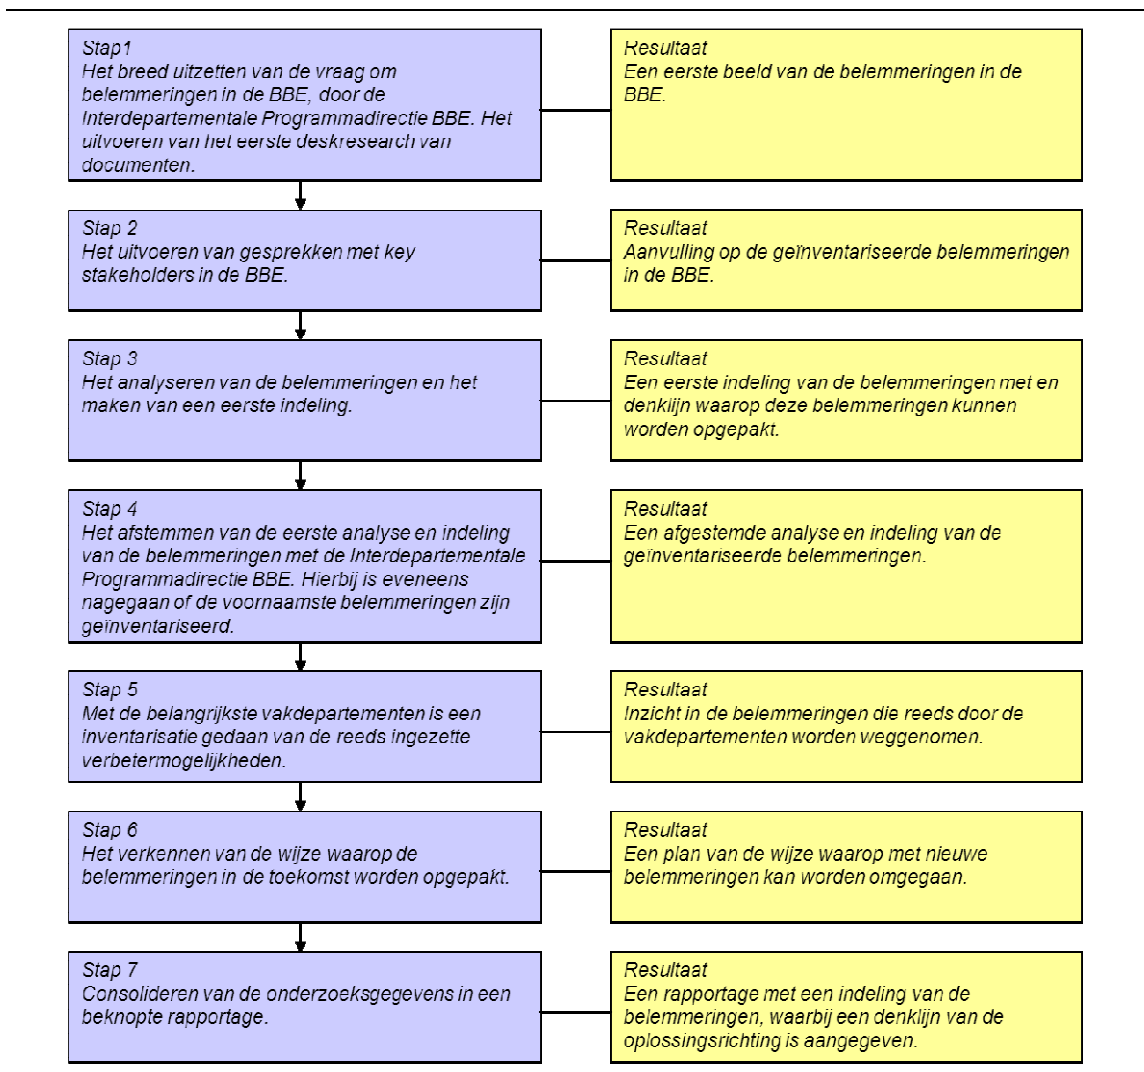 Stap1
Het breed uitzetten van de vraag om
belemmeringen in de BBE, door de
Interdepartementale Programmadirectie BBE. Het
uitvoeren van het eerste deskresearch van
documenten.
Resultaat
Een eerste beeld van de belemmeringen in de
BBE.
Stap 2
Het uitvoeren van gesprekken met key
stakeholders in de BBE.
Resultaat
Aanvulling op de geïnventariseerde belemmeringen
in de BBE.
Stap 3
Het analyseren van de belemmeringen en het
maken van een eerste indeling.
Resultaat
Een eerste indeling van de belemmeringen met en
denklijn waarop deze belemmeringen kunnen
worden opgepakt.
Stap 4
Het afstemmen van de eerste analyse en indeling
van de belemmeringen met de Interdepartementale
Programmadirectie BBE. Hierbij is eveneens
nagegaan of de voornaamste belemmeringen zijn
geïnventariseerd.
Resultaat
Een afgestemde analyse en indeling van de
geïnventariseerde belemmeringen.
Stap 5
Met de belangrijkste vakdepartementen is een
inventarisatie gedaan van de reeds ingezette
verbetermogelijkheden.
Resultaat
Inzicht in de belemmeringen die reeds door de
vakdepartementen worden weggenomen.
Stap 6
Het verkennen van de wijze waarop de
belemmeringen in de toekomst worden opgepakt.
Resultaat
Een plan van de wijze waarop met nieuwe
belemmeringen kan worden omgegaan.
Stap 7
Consolideren van de onderzoeksgegevens in een
beknopte rapportage.
Resultaat
Een rapportage met een indeling van de
belemmeringen, waarbij een denklijn van de
oplossingsrichting is aangegeven.